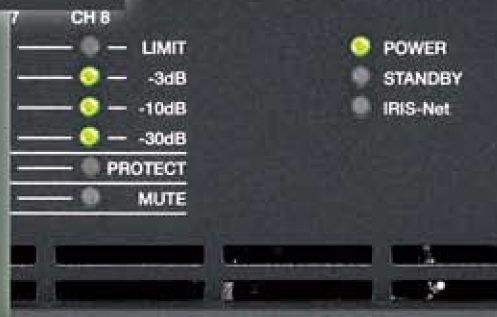 7 CH 8
LIMIT
-3dB
-10dB
-30dB
PROTECT
MUTE
POWER
STANDBY
IRIS-Net